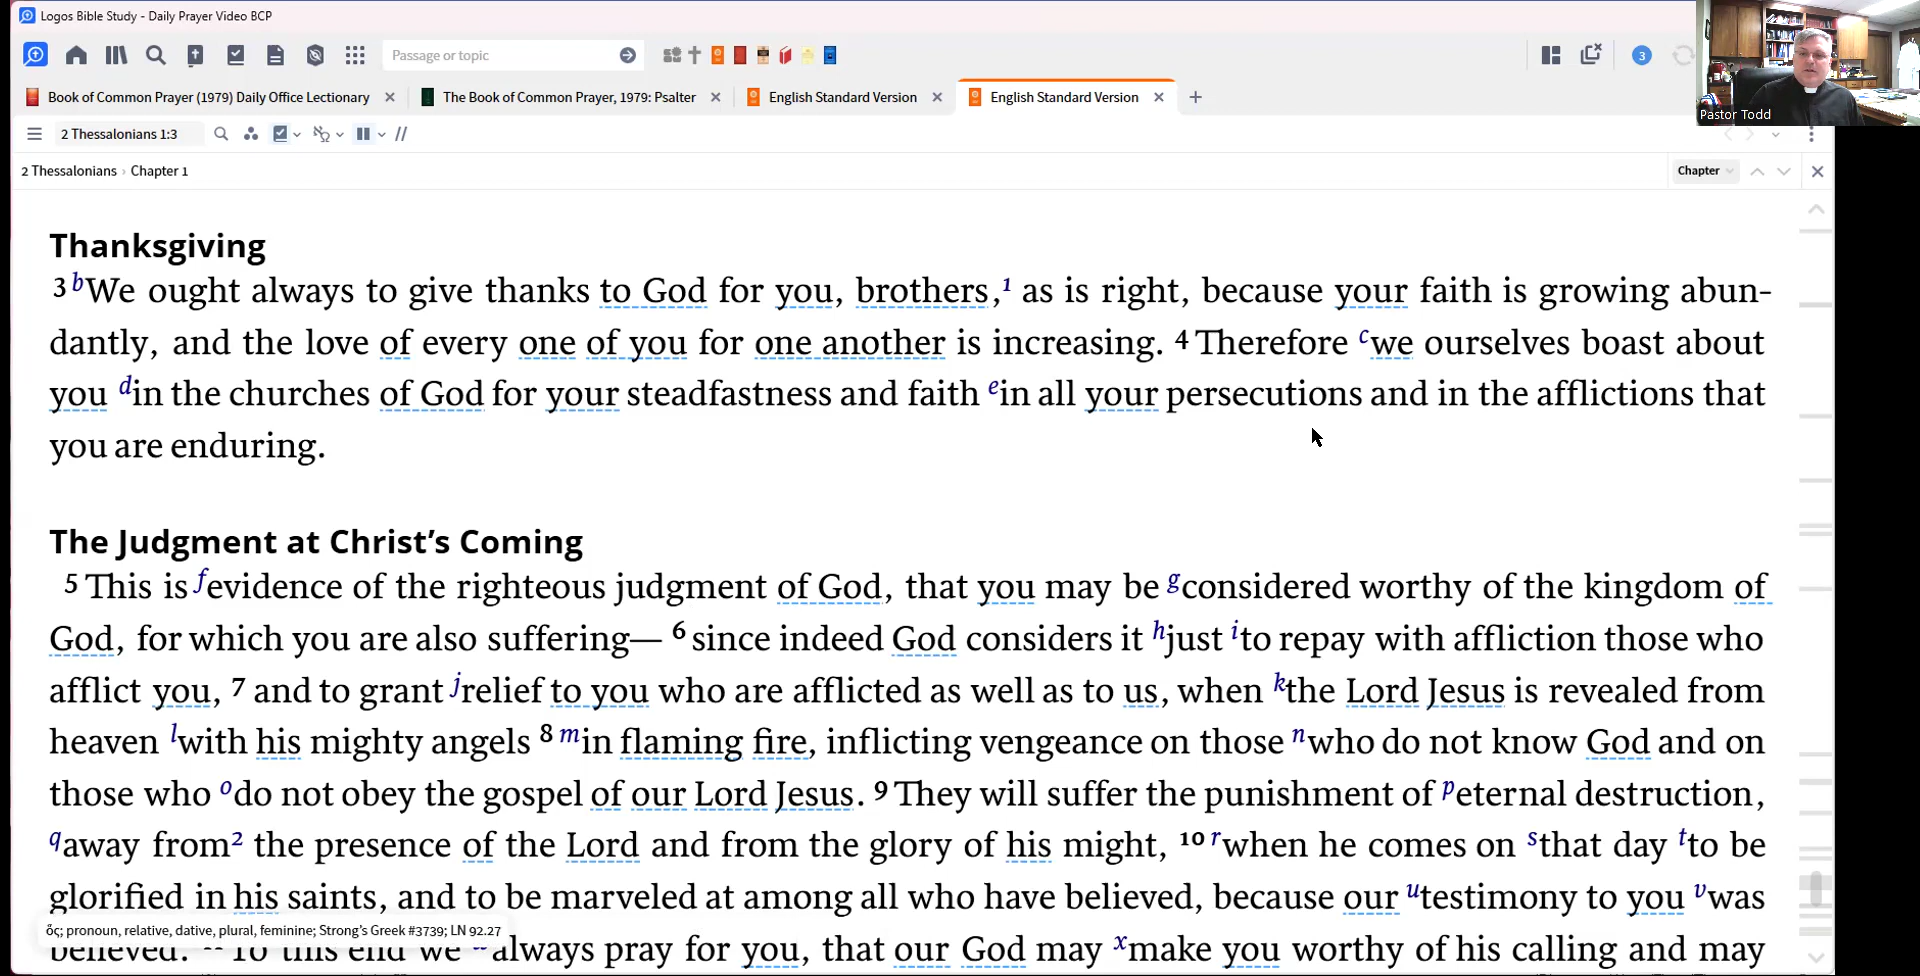 Logos Bible Study - Daily Prayer Video BCP
Passage or topic
3
Book of Common Prayer (1979) Daily Office Lectionary
The Book of Common Prayer, 1979: Psalter
English Standard Version
English Standard Version
Pastor Todd
2 Thessalonians 1:3
2 Thessalonians › Chapter 1
Chapter
Thanksgiving
3 bWe ought always to give thanks to God for you, brothers,1 as is right, because your faith is growing abun-
dantly, and the love of every one of you for one another is increasing. 4 Therefore cwe ourselves boast about
you din the churches of God for your steadfastness and faith ein all your persecutions and in the afflictions that
you are enduring.
The Judgment at Christ’s Coming
5 This is fevidence of the righteous judgment of God, that you may be gconsidered worthy of the kingdom of
God, for which you are also suffering— 6 since indeed God considers it hjust ito repay with affliction those who
afflict you, 7 and to grant jrelief to you who are afflicted as well as to us, when kthe Lord Jesus is revealed from
heaven lwith his mighty angels 8 min flaming fire, inflicting vengeance on those nwho do not know God and on
those who odo not obey the gospel of our Lord Jesus. 9 They will suffer the punishment of peternal destruction,
qaway from2 the presence of the Lord and from the glory of his might, 10 rwhen he comes on sthat day tto be
glorified in his saints, and to be marveled at among all who have believed, because our utestimony to you vwas
believed. To this end we always pray for you, that our God may xmake you worthy of his calling and may
ὅς; pronoun, relative, dative, plural, feminine; Strong’s Greek #3739; LN 92.27